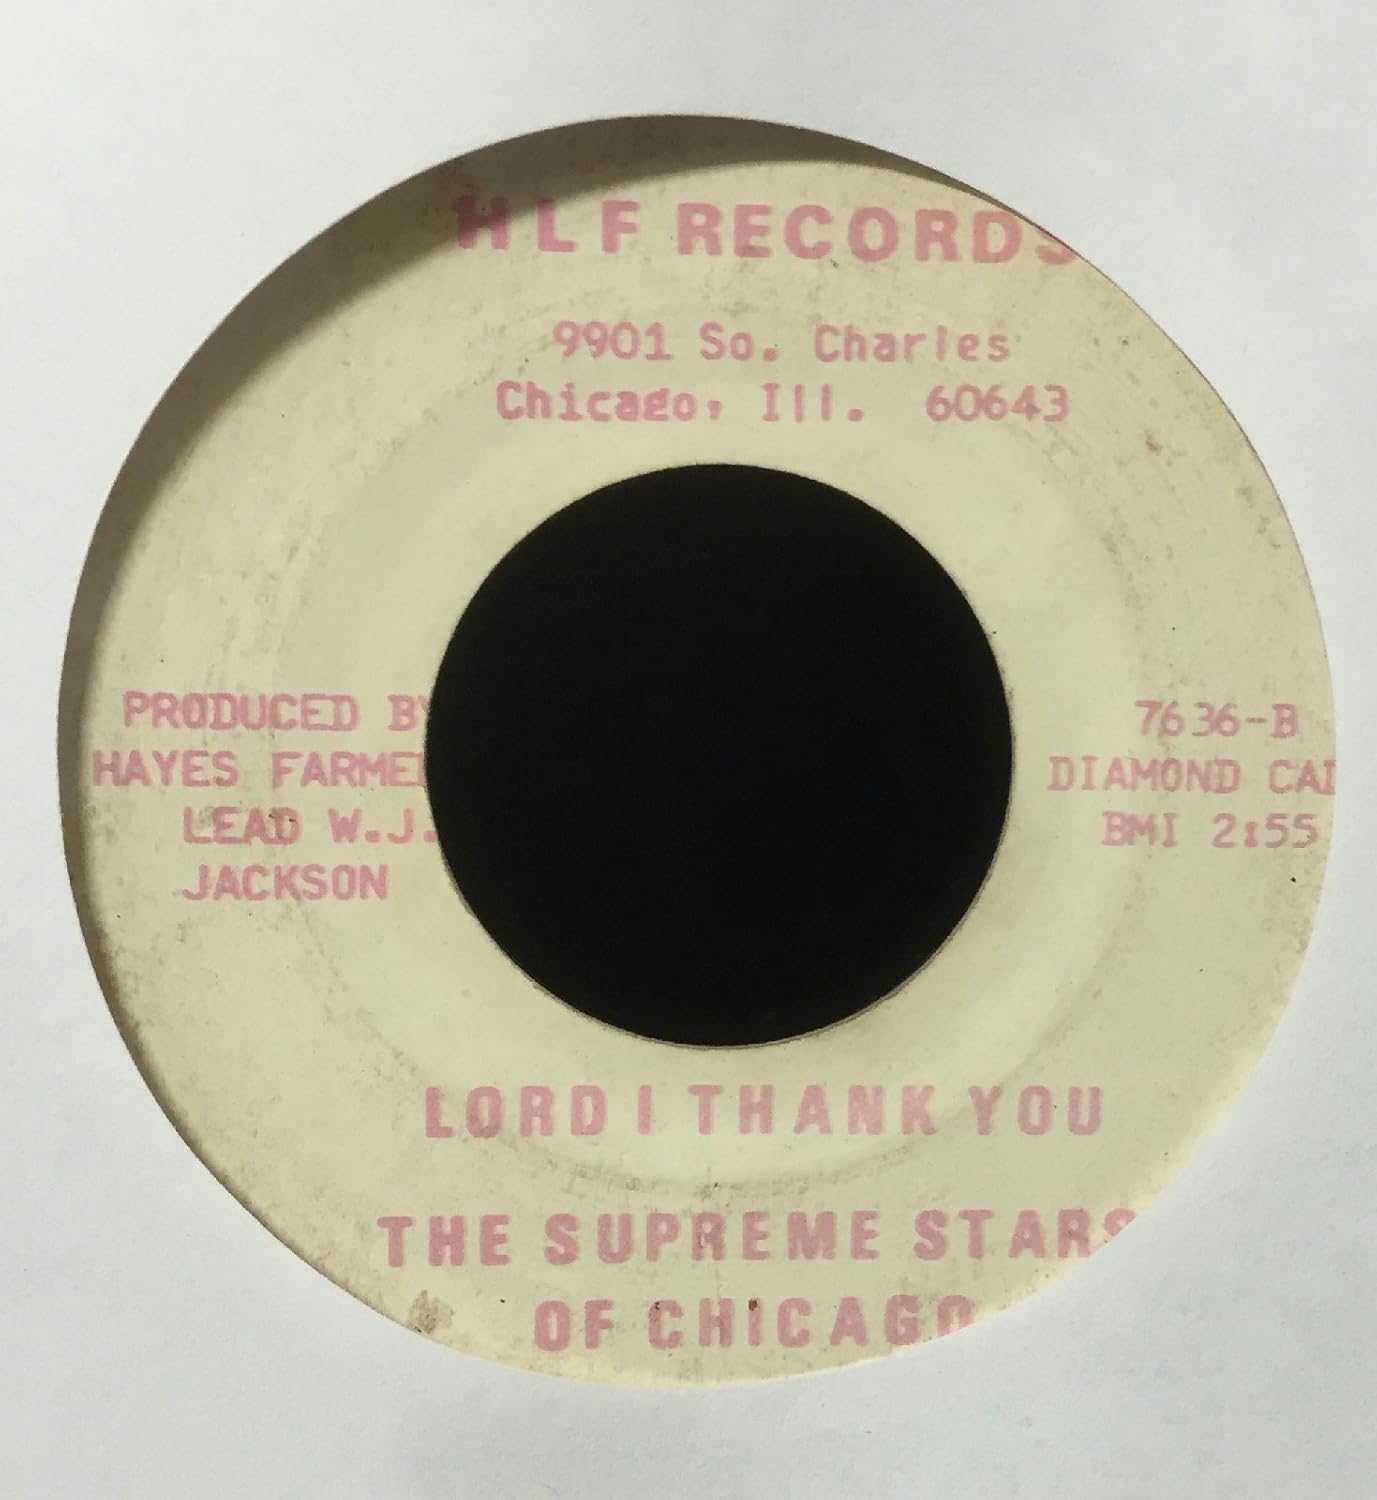 HLF RECORDS
9901 So. Charles
Chicago, Ill. 60643
PRODUCED BY
HAYES FARMER
LEAD W.J.
JACKSON
7636-B
DIAMOND
BMI 2:55
LORD I THANK YOU
THE SUPREME STARS
OF CHICAGO